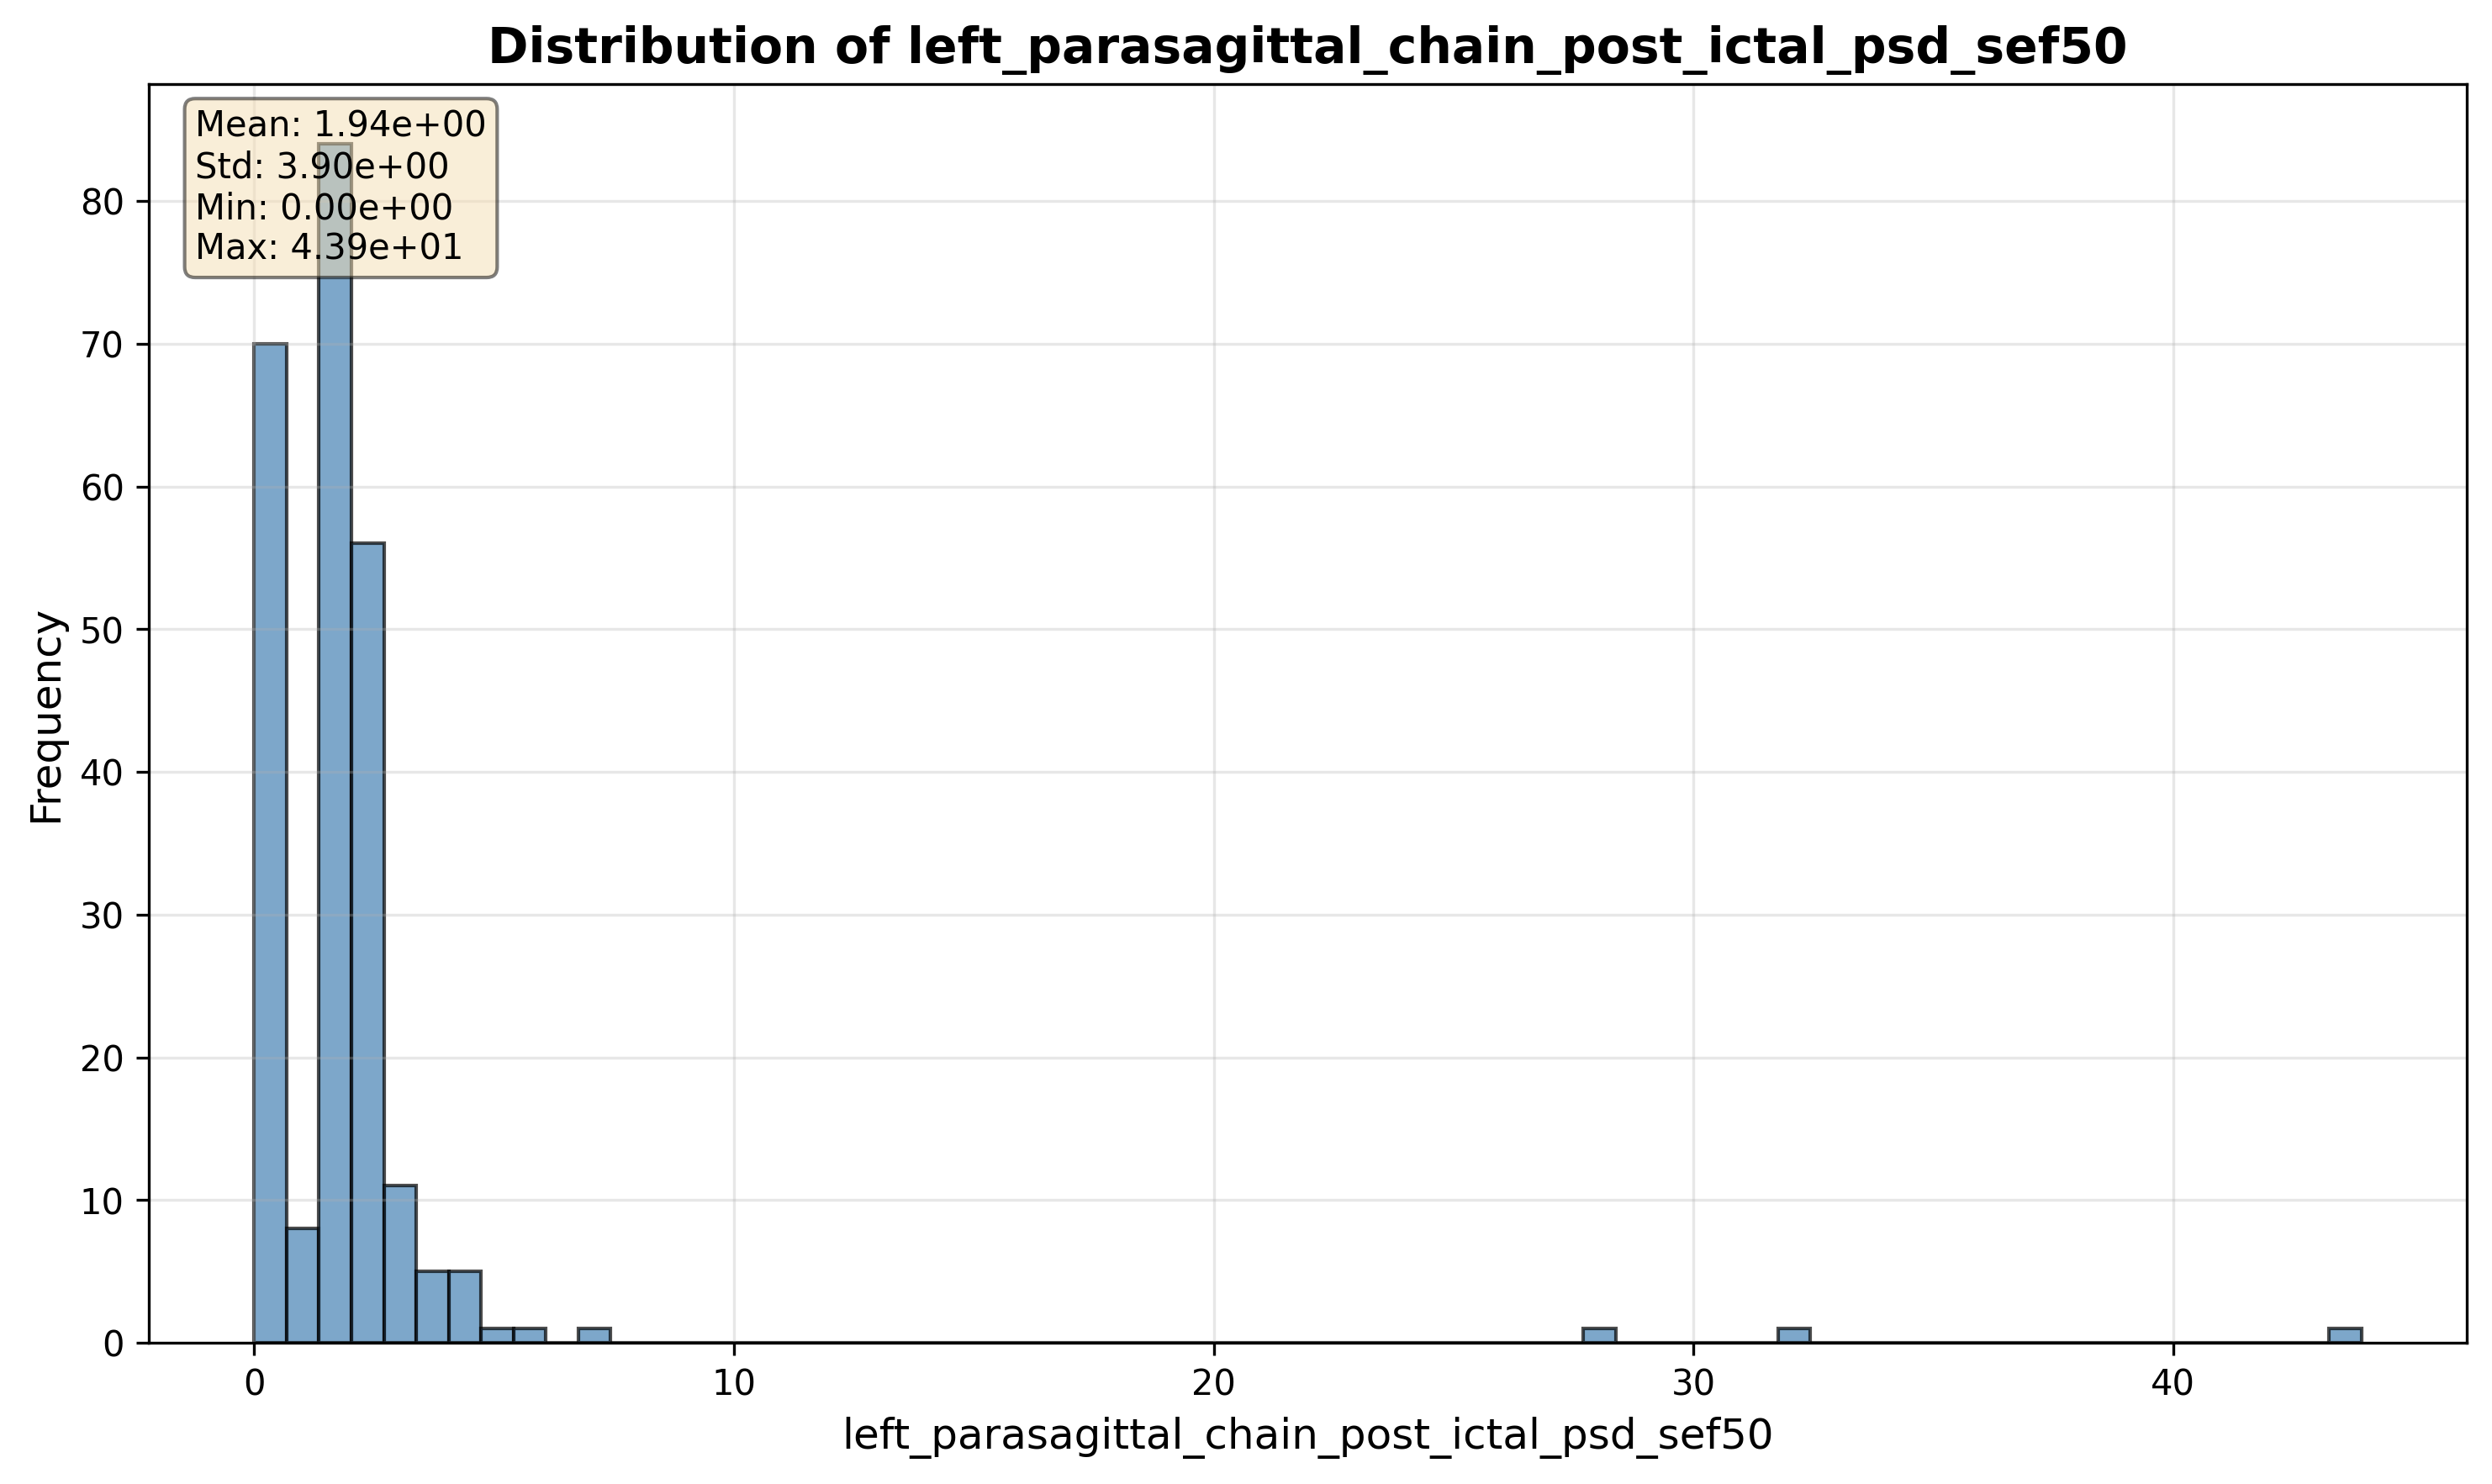 Distribution of left_parasagittal_chain_post_ictal_psd_sef50
Mean: 1.94e+00
Std: 3.90e+00
Min: 0.00e+00
Max: 4.39e+01
Frequency
80
70
60
50
40
30
20
10
0
0 10 20 30 40
left_parasagittal_chain_post_ictal_psd_sef50